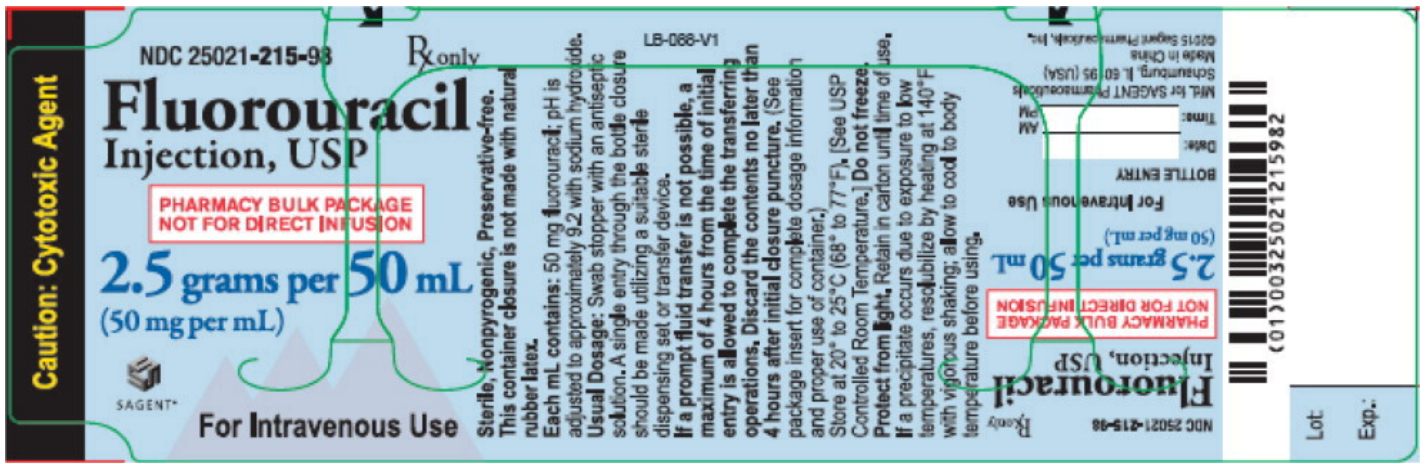 Caution: Cytotoxic Agent
NDC 25021-215-98
Rx only
Fluorouracil
Injection, USP
PHARMACY BULK PACKAGE
NOT FOR DIRECT INFUSION
2.5 grams per 50 mL
(50 mg per mL)
SAGENT®
For Intravenous Use
LB-088-V1
Sterile, Nonpyrogenic, Preservative-free.
This container closure is not made with natural
rubber latex.
Each mL contains: 50 mg fluorouracil; pH is
adjusted to approximately 9.2 with sodium hydroxide.
Usual Dosage: Swab stopper with an antiseptic
solution. A single entry through the bottle closure
should be made utilizing a suitable sterile
dispensing set or transfer device.
If a prompt fluid transfer is not possible, a
maximum of 4 hours from the time of initial
entry is allowed to complete the transferring
operations. Discard the contents no later than
4 hours after initial closure puncture. (See
package insert for complete dosage information
and proper use of container.)
Store at 20° to 25°C (68° to 77°F). [See USP
Controlled Room Temperature.] Do not freeze.
Protect from light. Retain in carton until time of use.
If a precipitate occurs due to exposure to low
temperatures, resolubilize by heating at 140°F
with vigorous shaking; allow to cool to body
temperature before using.
NDC 25021-215-98
Rx only
Fluorouracil
Injection, USP
PHARMACY BULK PACKAGE
NOT FOR DIRECT INFUSION
2.5 grams per 50 mL
(50 mg per mL)
For Intravenous Use
BOTTLE ENTRY
Date:
Time:
AM
PM
Mfd. for SAGENT Pharmaceuticals
Schaumburg, IL 60195 (USA)
Made in China
©2015 Sagent Pharmaceuticals, Inc.
(01)00325021215982
Lot:
Exp.: